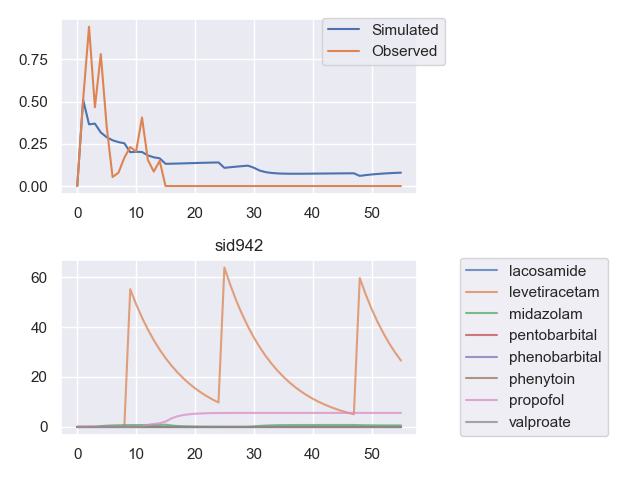 Simulated
Observed
0.75
0.50
0.25
0.00
0 10 20 30 40 50
sid942
60
40
20
0
0 10 20 30 40 50
lacosamide
levetiracetam
midazolam
pentobarbital
phenobarbital
phenytoin
propofol
valproate